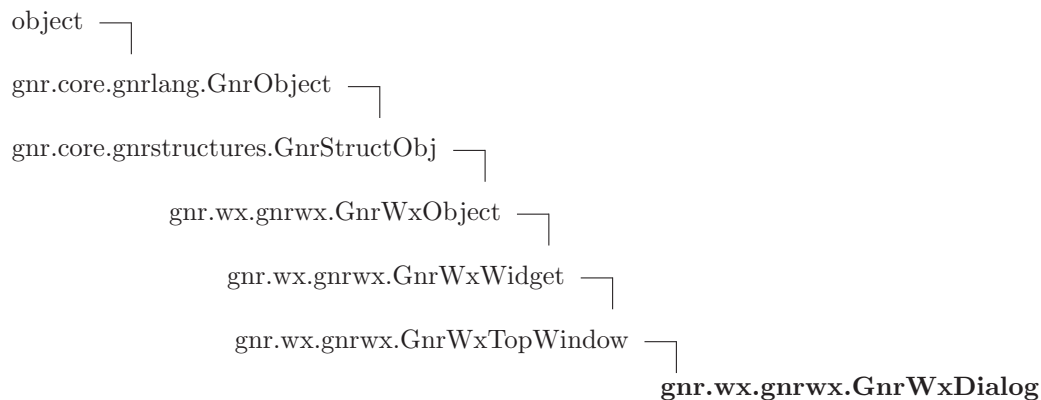 object
gnr.core.gnrlang.GnrObject
gnr.core.gnrstructures.GnrStructObj
gnr.wx.gnrwx.GnrWxObject
gnr.wx.gnrwx.GnrWxWidget
gnr.wx.gnrwx.GnrWxTopWindow
gnr.wx.gnrwx.GnrWxDialog